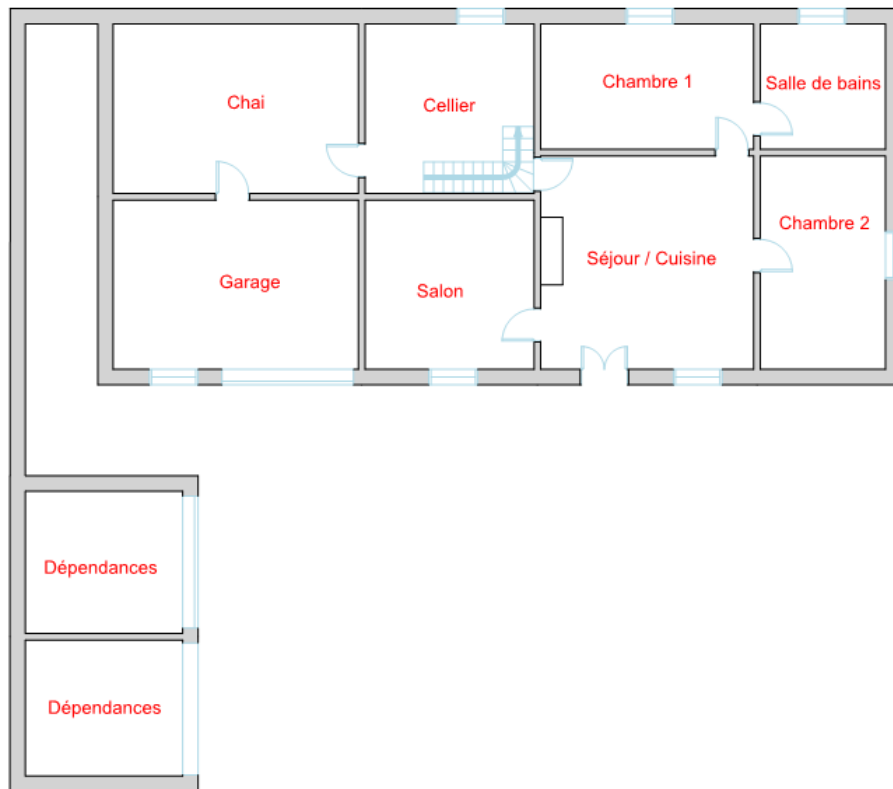 Chambre 1
Salle de bains
Chai
Cellier
Chambre 2
Séjour / Cuisine
Garage
Salon
Dépendances
Dépendances